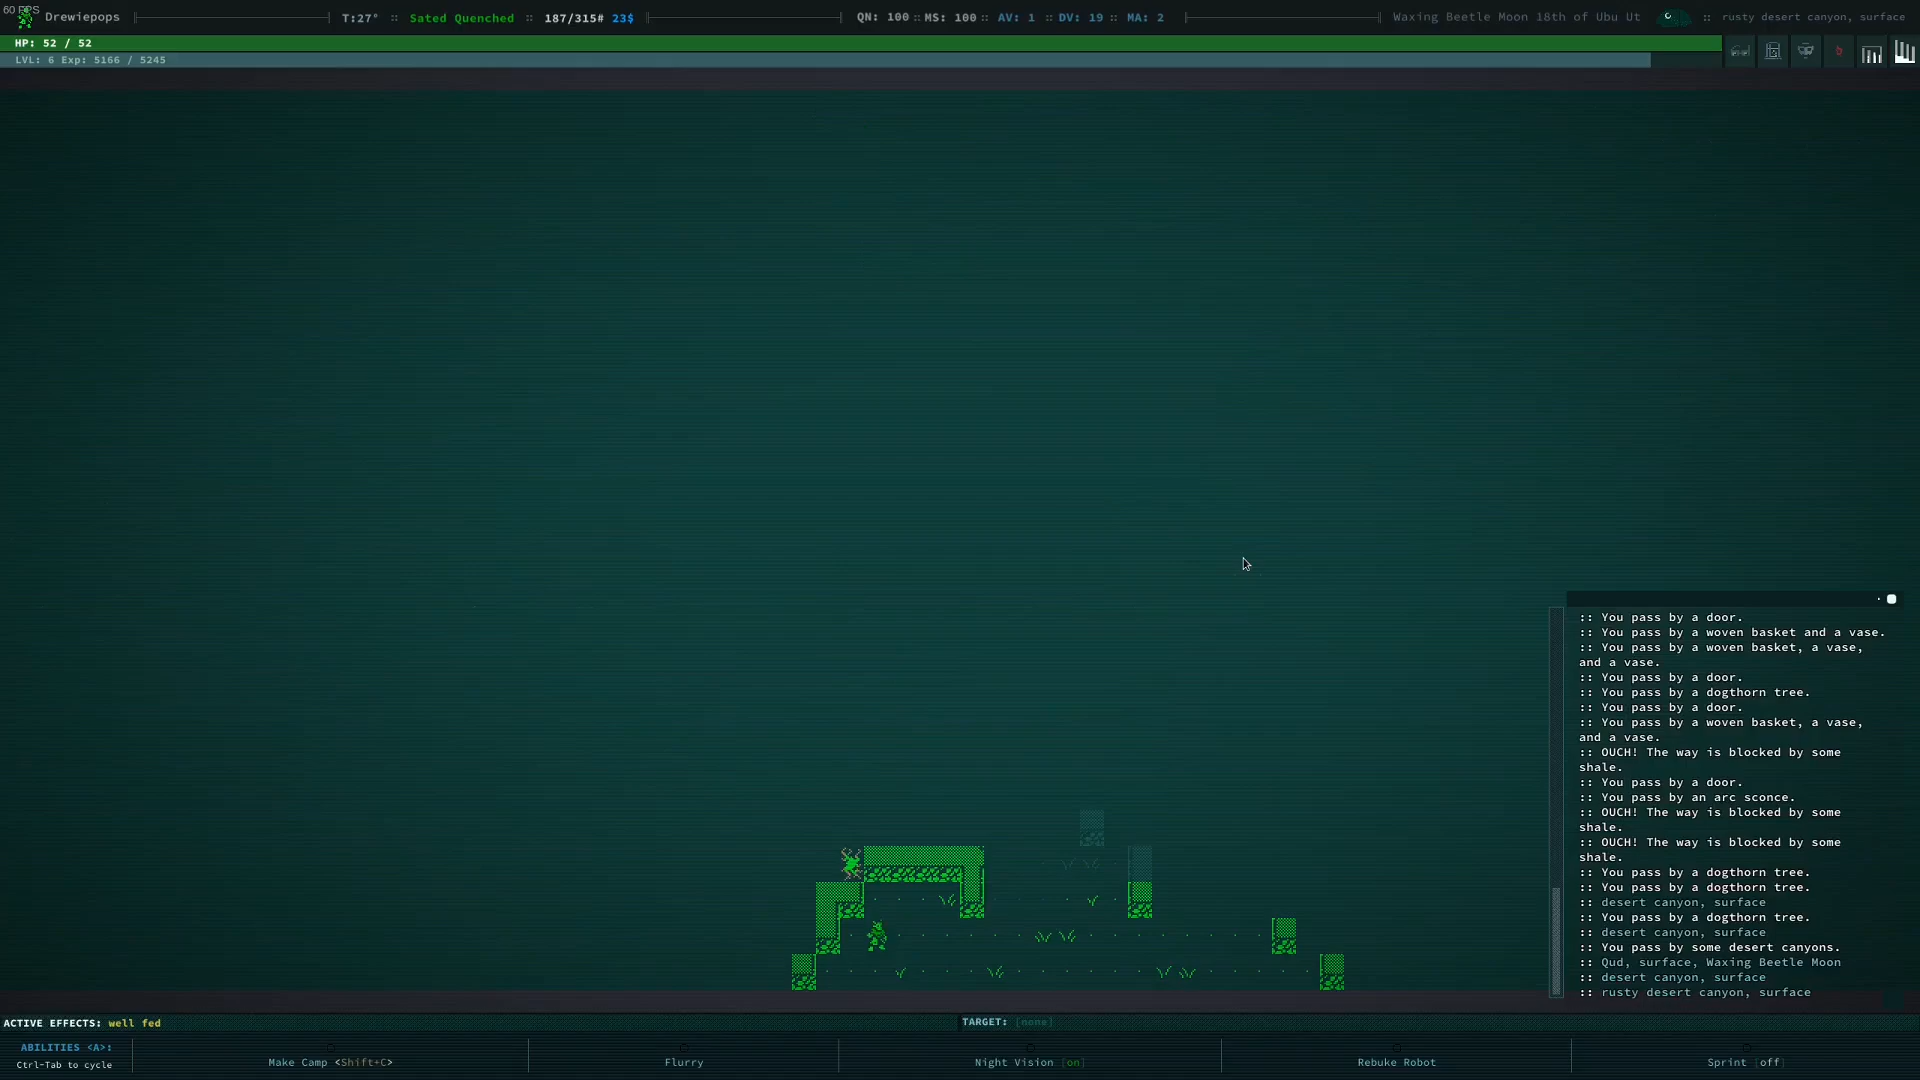 60 FPS
Drewiepops T:27° :: Sated Quenched :: 187/315# 23$ QN: 100 :: MS: 100 :: AV: 1 :: DV: 19 :: MA: 2 Waxing Beetle Moon 18th of Ubu Ut :: rusty desert canyon, surface
HP: 52 / 52
LVL: 6 Exp: 5166 / 5245
:: You pass by a door.
:: You pass by a woven basket and a vase.
:: You pass by a woven basket, a vase,
and a vase.
:: You pass by a door.
:: You pass by a dogthorn tree.
:: You pass by a door.
:: You pass by a woven basket, a vase,
and a vase.
:: OUCH! The way is blocked by some
shale.
:: You pass by a door.
:: You pass by an arc sconce.
:: OUCH! The way is blocked by some
shale.
:: OUCH! The way is blocked by some
shale.
:: You pass by a dogthorn tree.
:: You pass by a dogthorn tree.
:: desert canyon, surface
:: You pass by a dogthorn tree.
:: desert canyon, surface
:: You pass by some desert canyons.
:: Qud, surface, Waxing Beetle Moon
:: desert canyon, surface
:: rusty desert canyon, surface
ACTIVE EFFECTS: well fed TARGET: [none]
ABILITIES <A>:
Ctrl-Tab to cycle
Make Camp <Shift+C> Flurry Night Vision [on] Rebuke Robot Sprint [off]